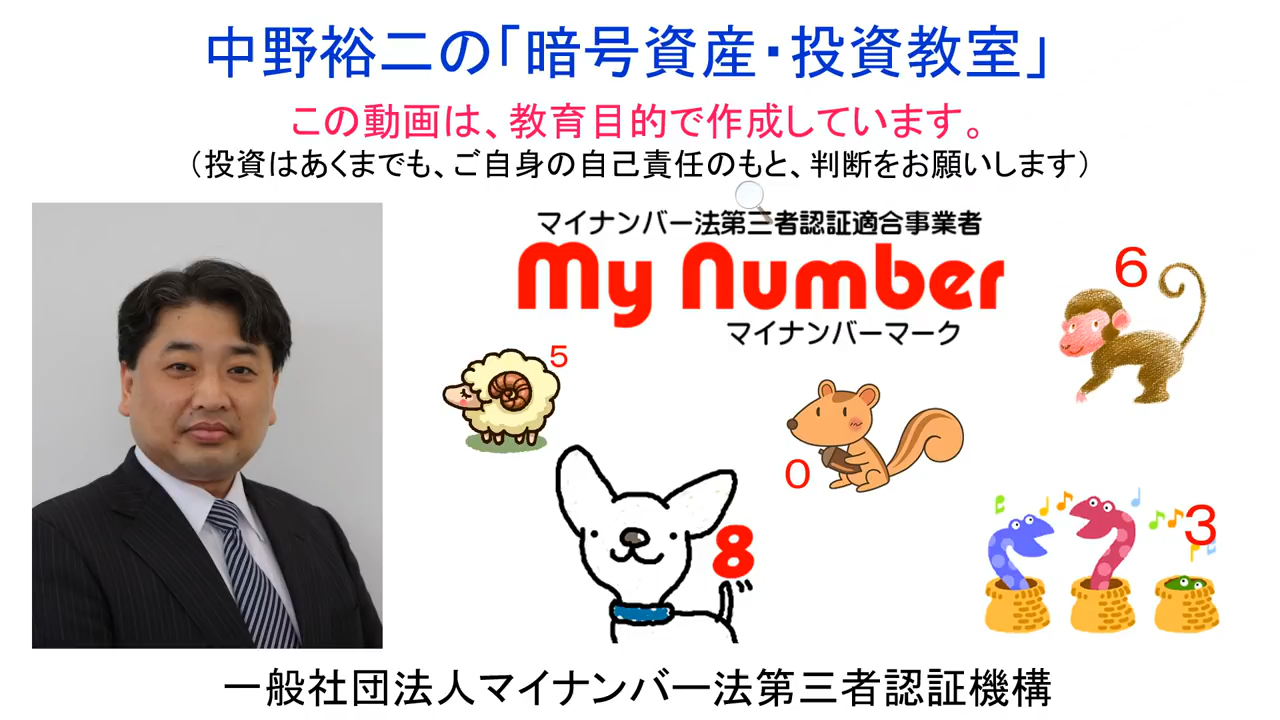 中野裕二の「暗号資産・投資教室」
この動画は、教育目的で作成しています。
（投資はあくまでも、ご自身の自己責任のもと、判断をお願いします）
マイナンバー法第三者認証適合事業者
My Number
マイナンバーマーク
6
5
0
8
3
一般社団法人マイナンバー法第三者認証機構